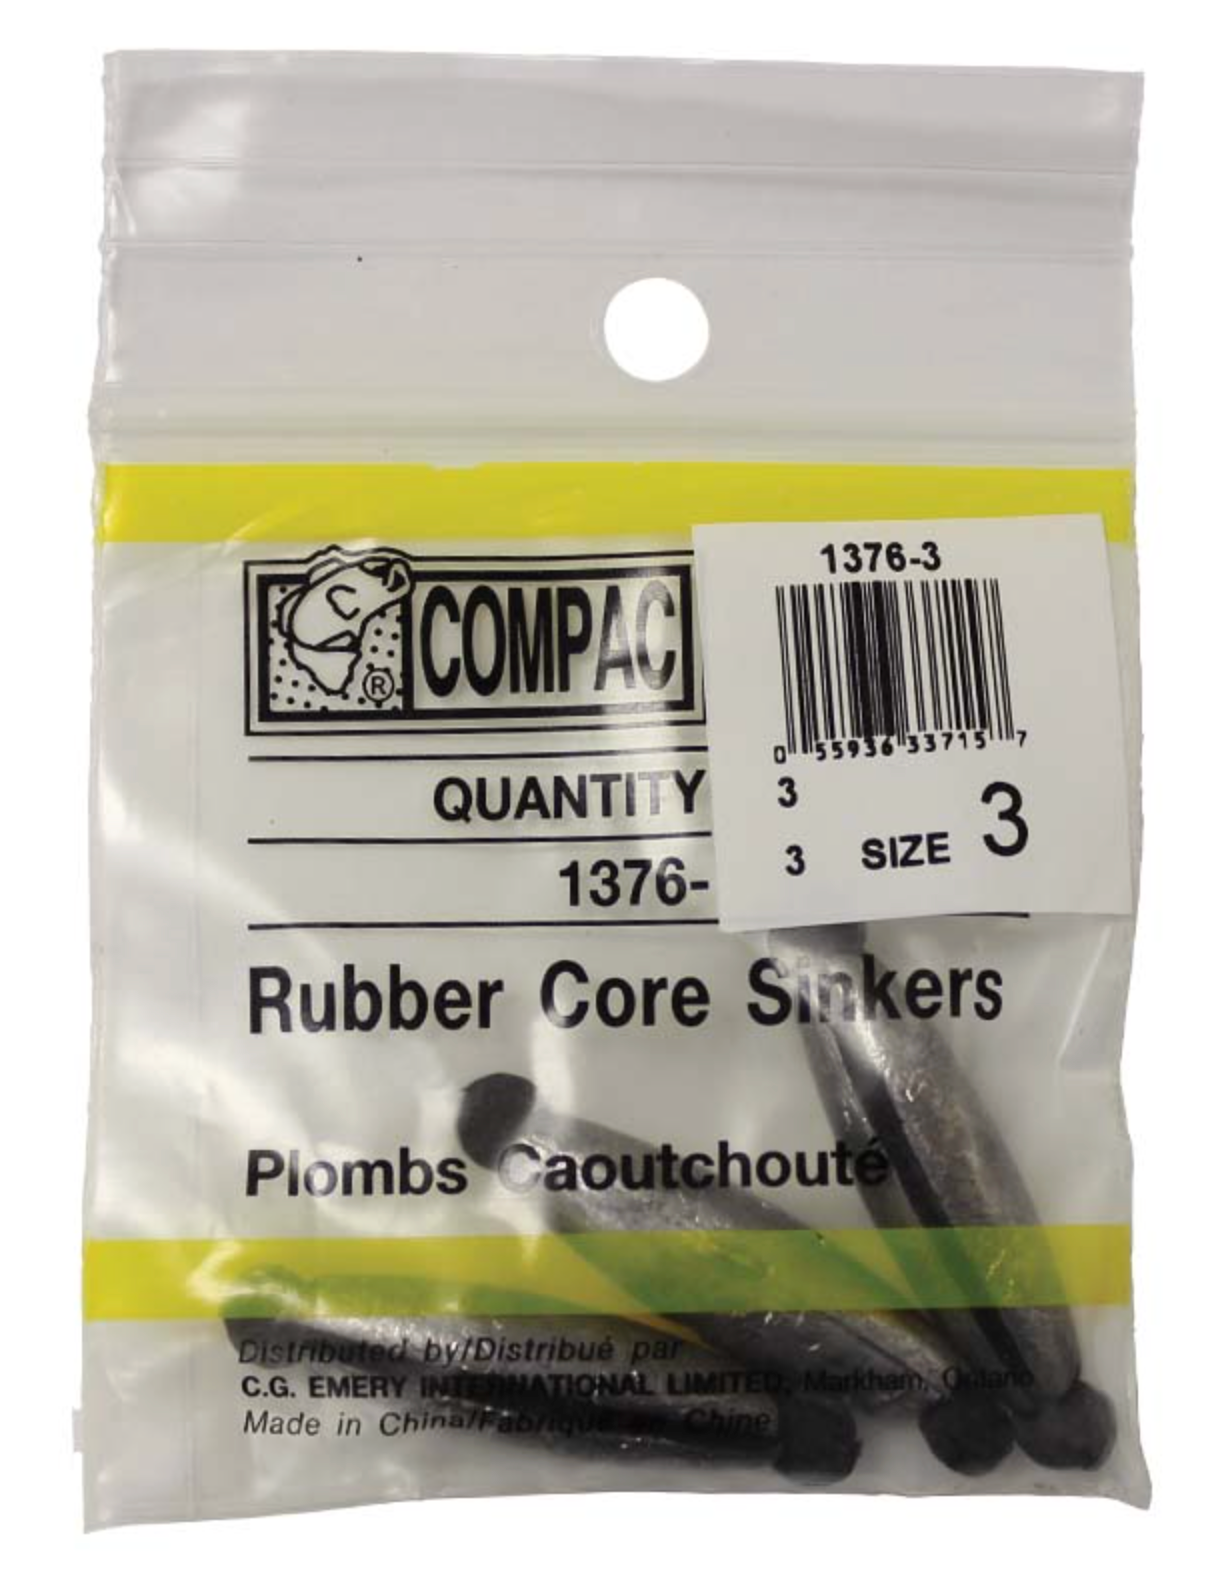 1376-3
0 55936 33715 7
C
COMPAC
®
QUANTITY 3
1376- 3 SIZE 3
Rubber Core Sinkers
Plombs Caoutchouté
Distributed by/Distribué par
C.G. EMERY INTERNATIONAL LIMITED, Markham, Ontario
Made in China/Fabriqué en Chine